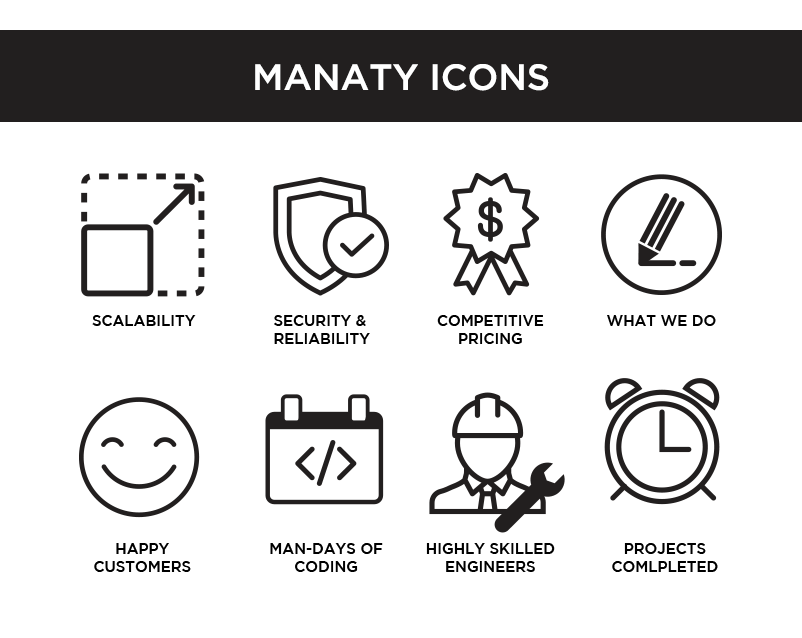 MANATY ICONS
$
SCALABILITY
SECURITY &
RELIABILITY
COMPETITIVE
PRICING
WHAT WE DO
</>
HAPPY
CUSTOMERS
MAN-DAYS OF
CODING
HIGHLY SKILLED
ENGINEERS
PROJECTS
COMLPLETED